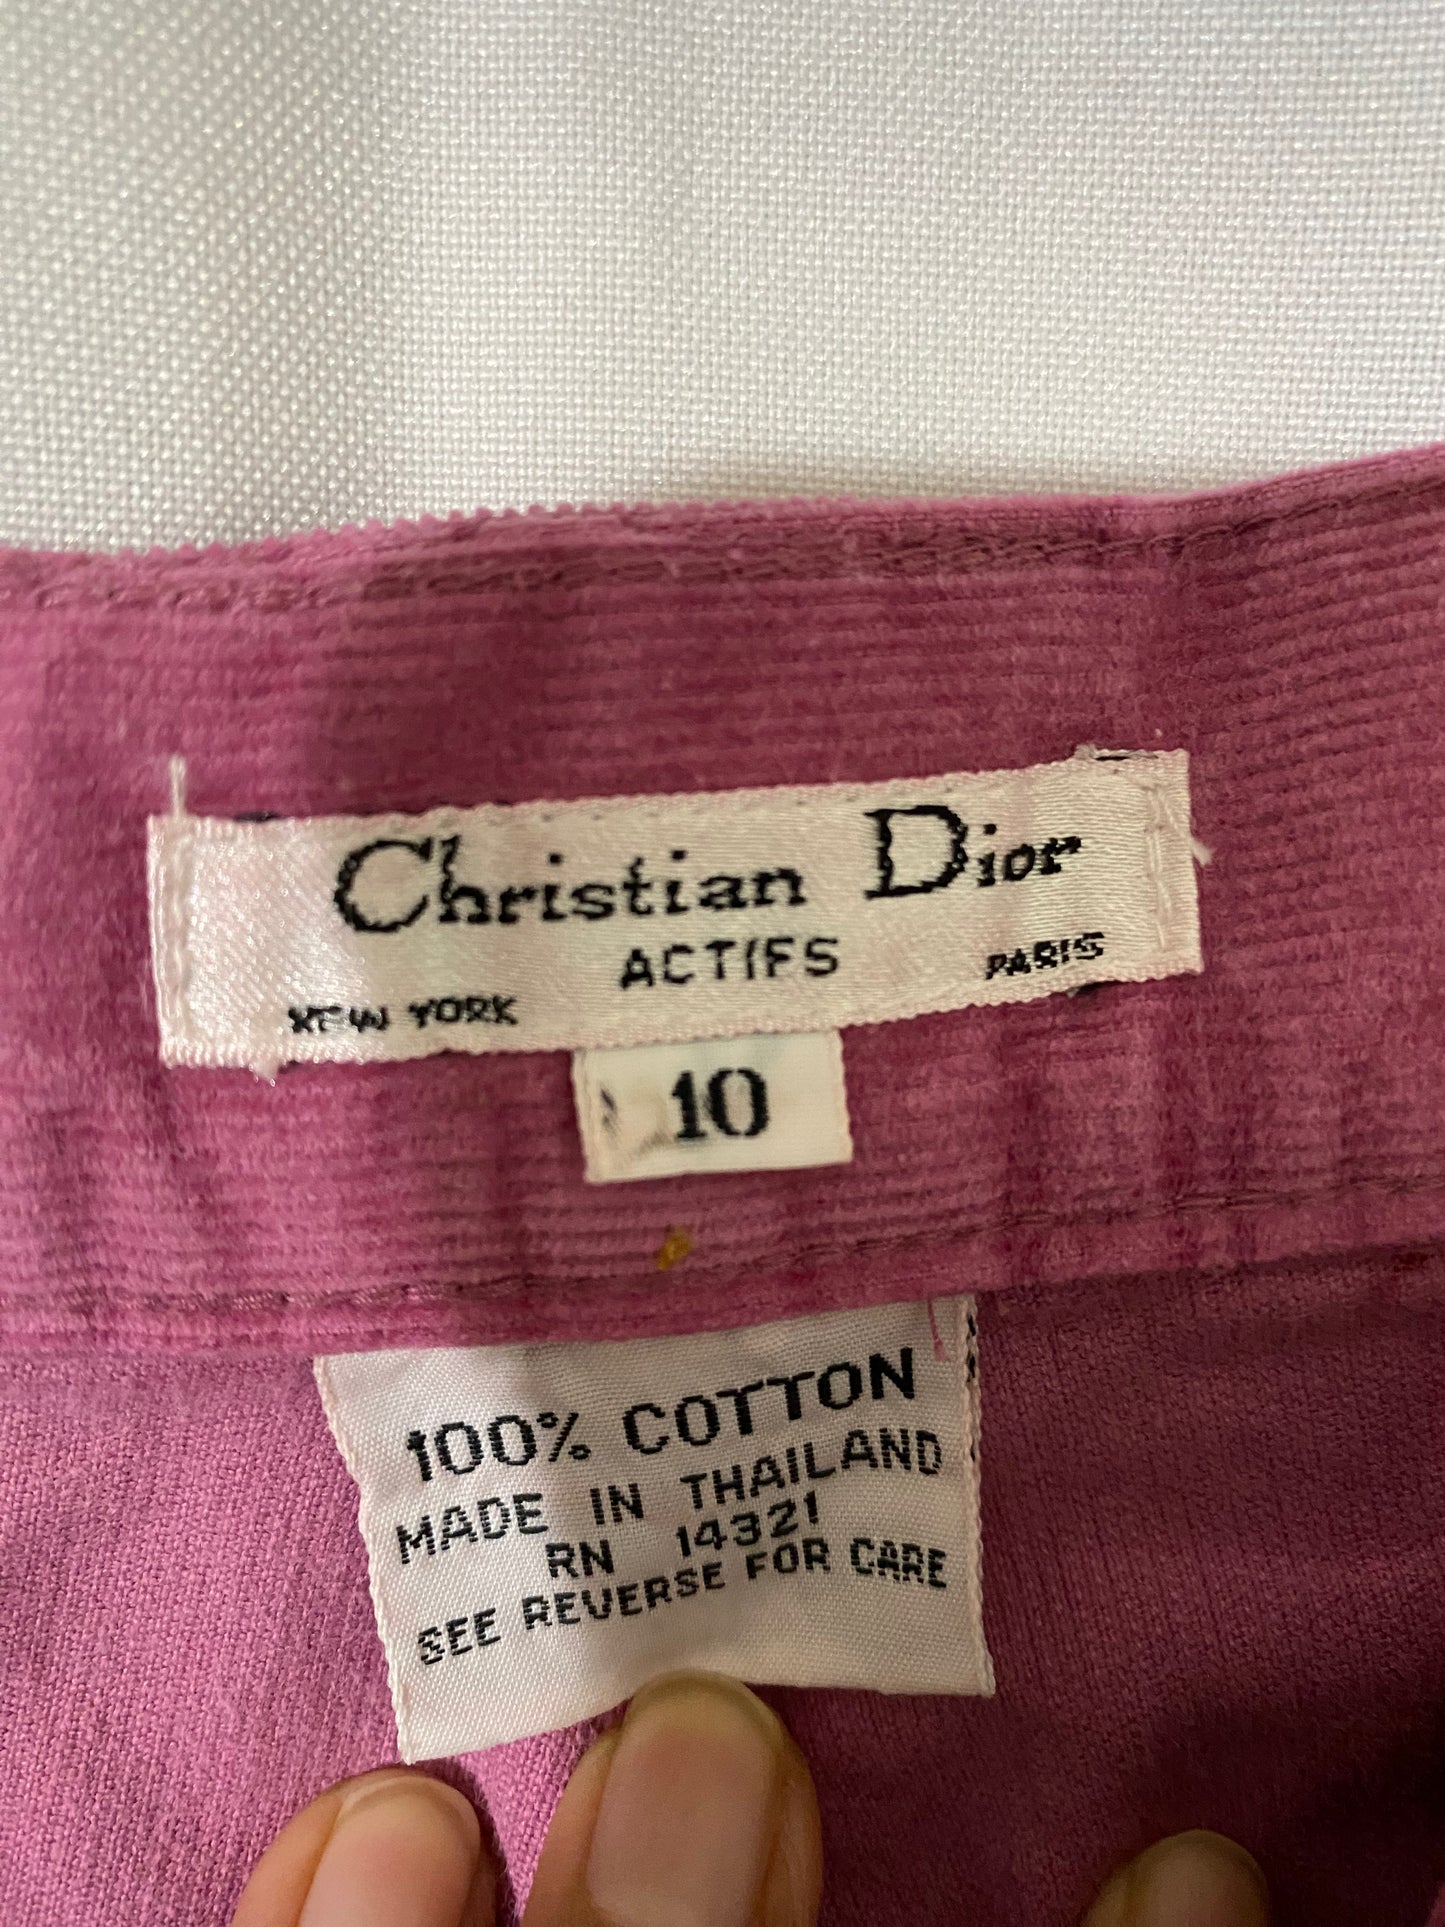 Christian Dior
ACTIFS
NEW YORK PARIS
10
100% COTTON
MADE IN THAILAND
RN 14321
SEE REVERSE FOR CARE